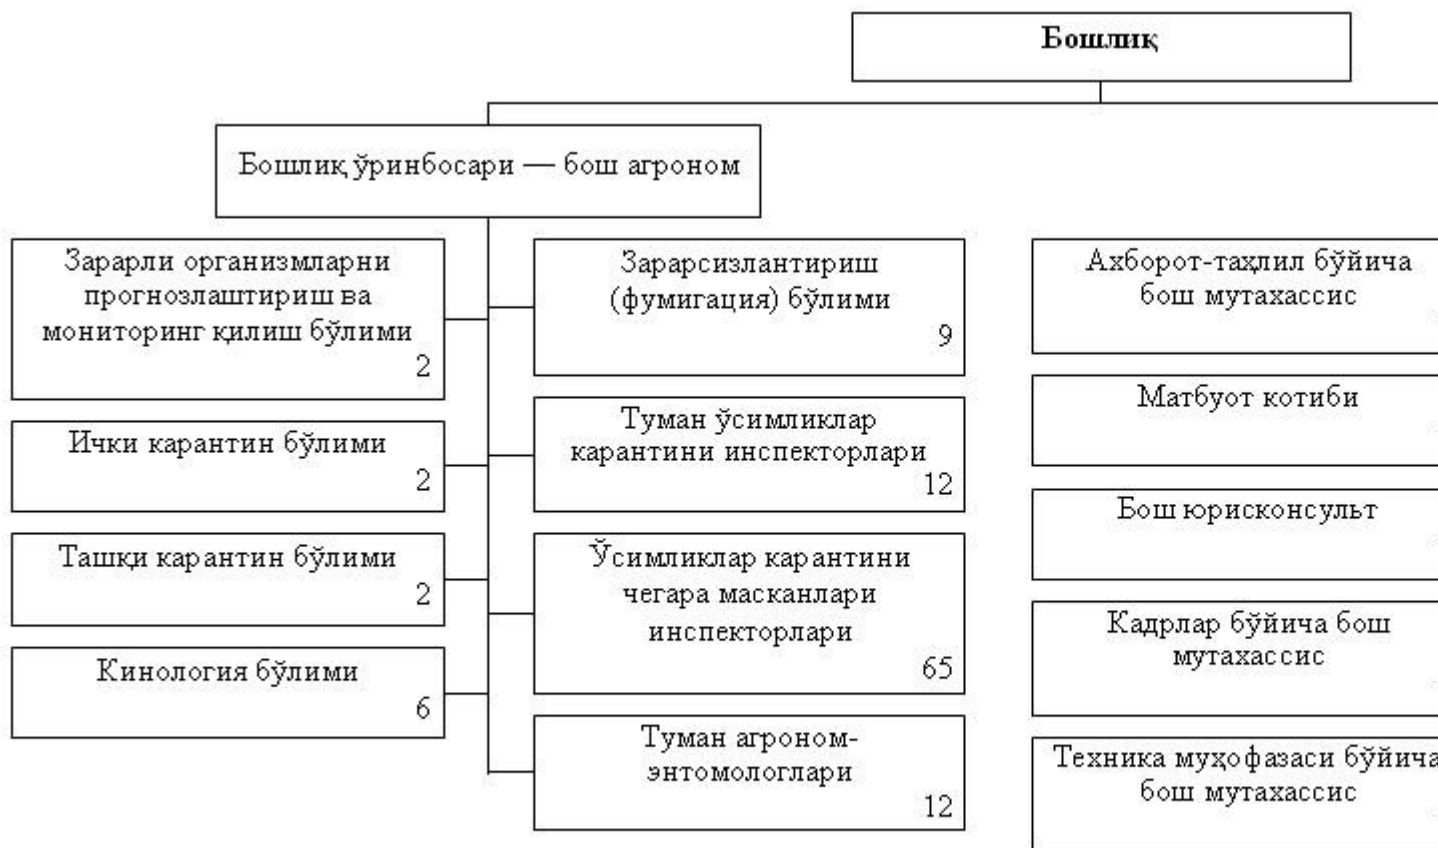 Бошлиқ
Бошлиқ ўринбосари — бош агроном
Зарарли организмларни
прогнозлаштириш ва
мониторинг қилиш бўлими
2
Ички карантин бўлими
2
Ташқи карантин бўлими
2
Кинология бўлими
6
Зарарсизлантириш
(фумигация) бўлими
9
Туман ўсимликлар
карантини инспекторлари
12
Ўсимликлар карантини
чегара масканлари
инспекторлари
65
Туман агроном-
энтомологлари
12
Ахборот-таҳлил бўйича
бош мутахассис
Матбуот котиби
Бош юрисконсульт
Кадрлар бўйича бош
мутахассис
Техника муҳофазаси бўйича
бош мутахассис